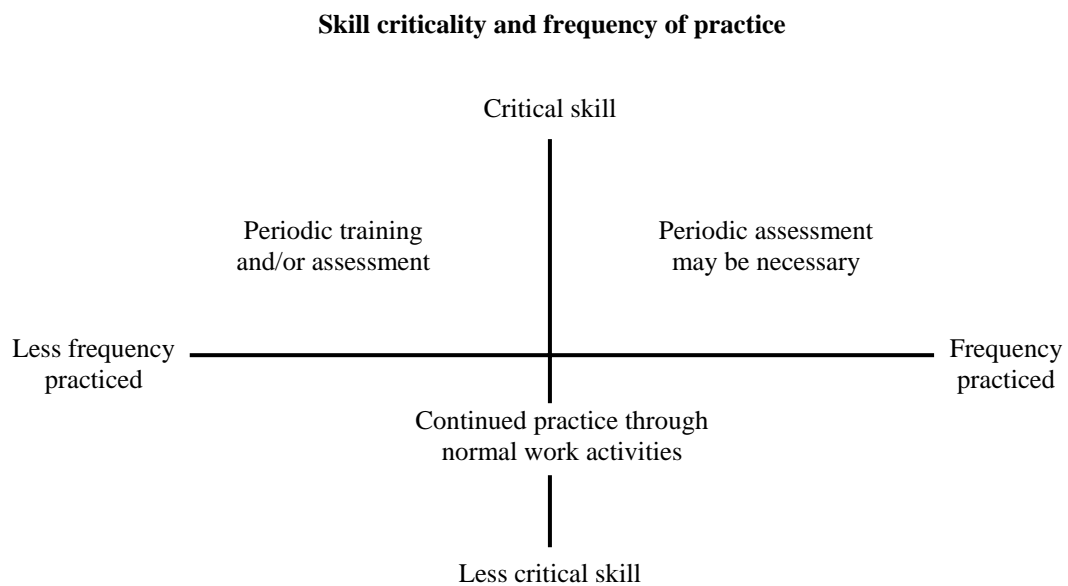 Skill criticality and frequency of practice
Critical skill
Periodic training
and/or assessment
Periodic assessment
may be necessary
Less frequency
practiced
Frequency
practiced
Continued practice through
normal work activities
Less critical skill